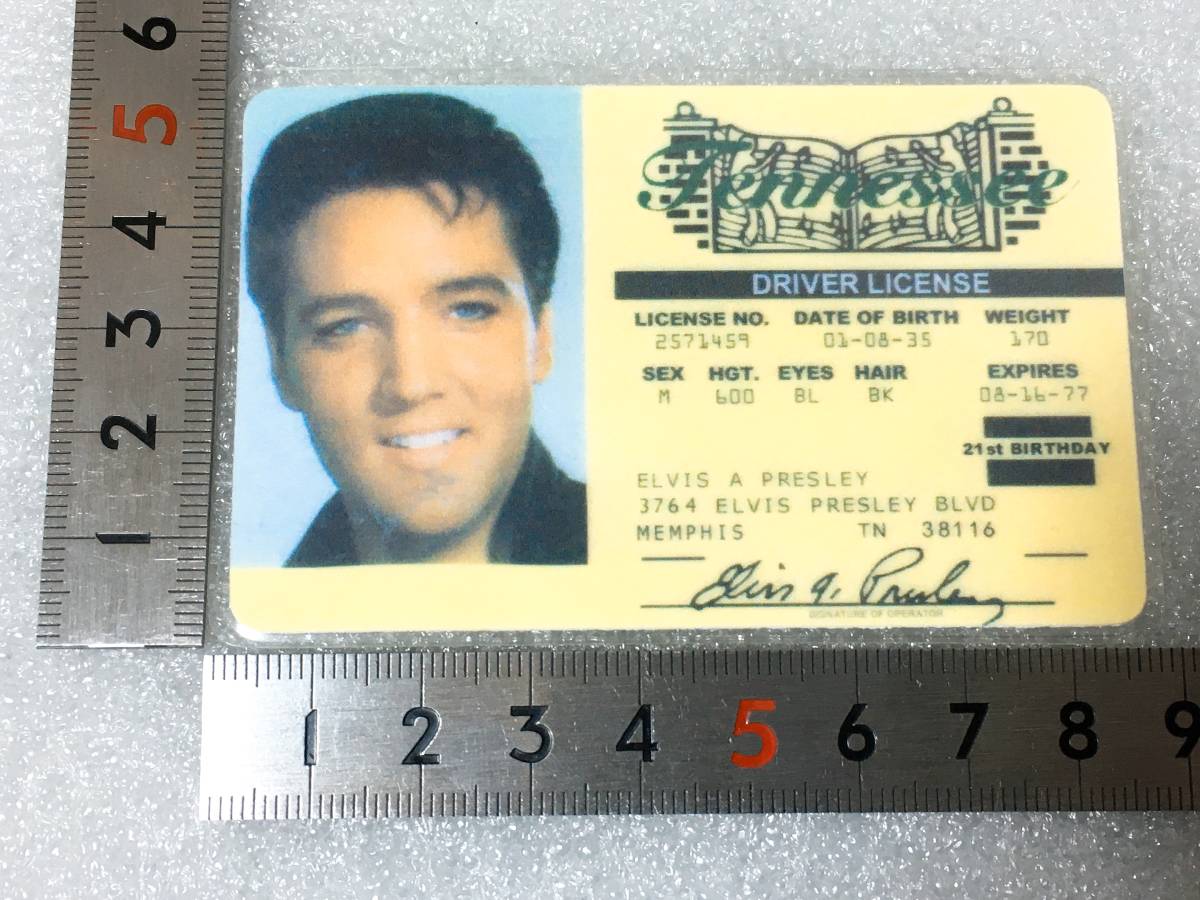 6
5
4
3
2
1
Tennessee
DRIVER LICENSE
LICENSE NO. DATE OF BIRTH WEIGHT
2571459 01-08-35 170
SEX HGT. EYES HAIR EXPIRES
M 600 BL BK 08-16-77
21st BIRTHDAY
ELVIS A PRESLEY
3764 ELVIS PRESLEY BLVD
MEMPHIS TN 38116
Elvis A. Presley
SIGNATURE OF OPERATOR
1 2 3 4 5 6 7 8 9